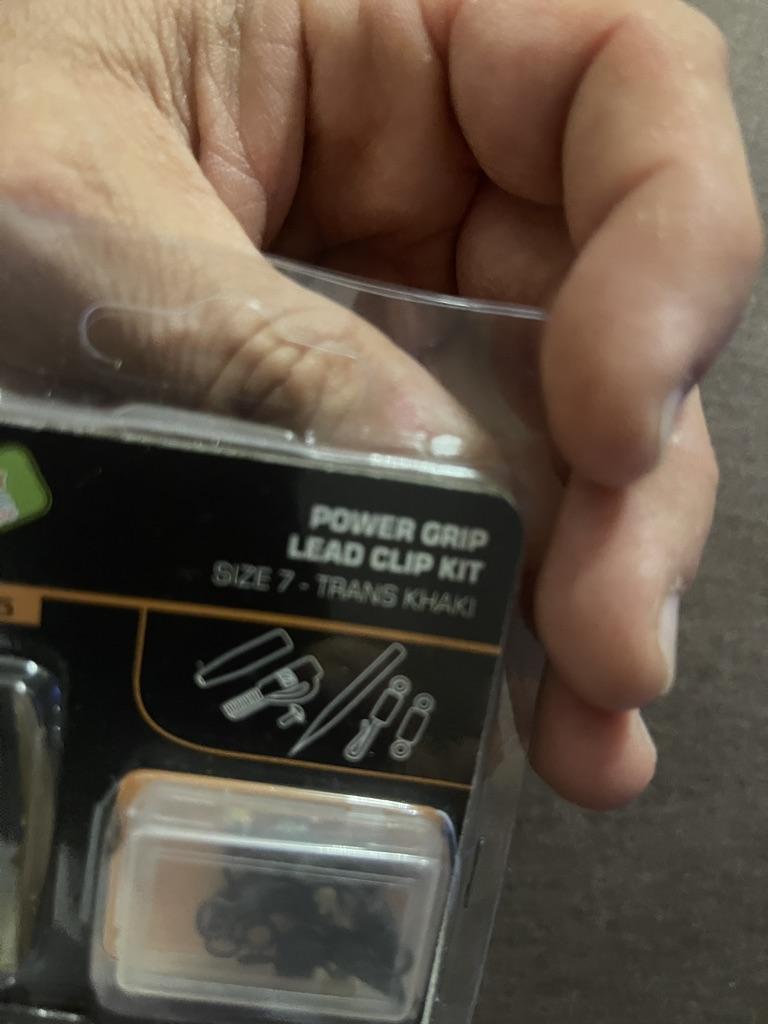 POWER GRIP
LEAD CLIP KIT
SIZE 7 - TRANS KHAKI